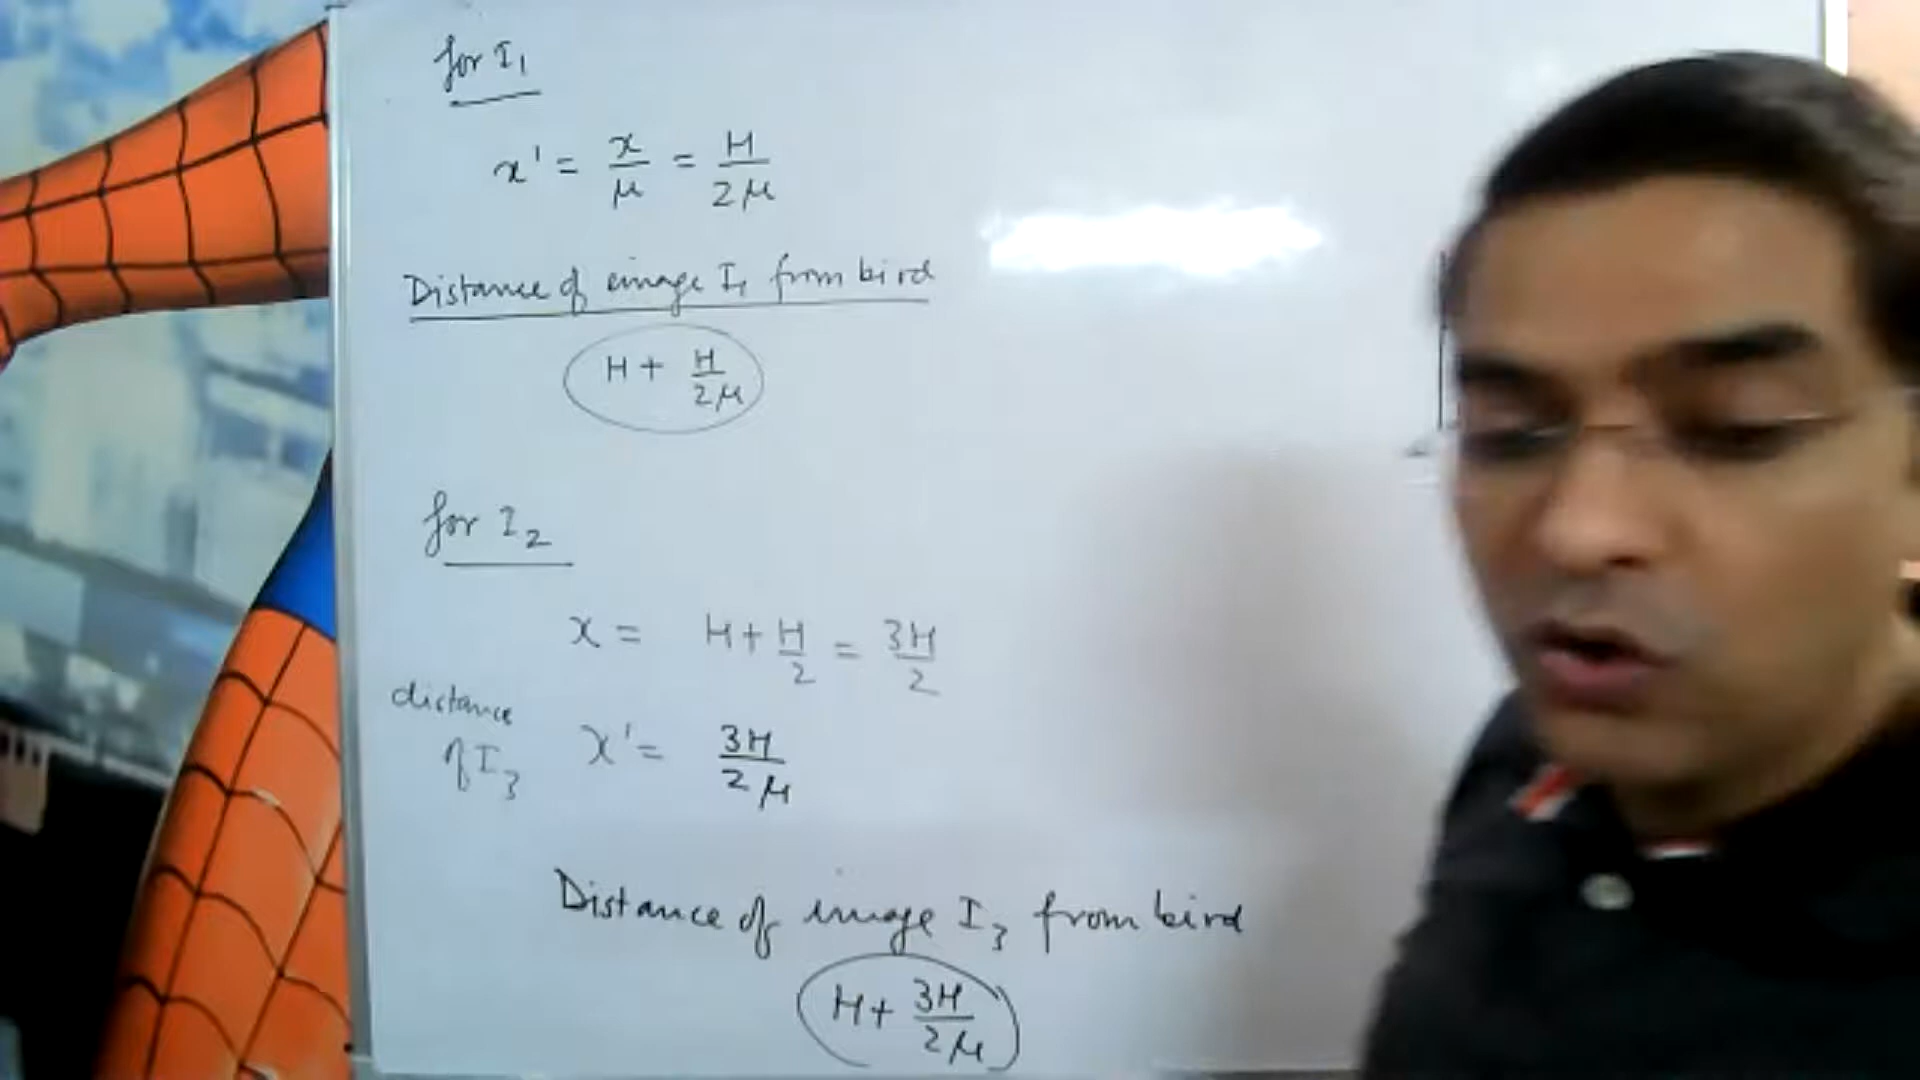 for I₁
x' = x/μ = H/2μ
Distance of image I₁ from bird
H + H/2μ
for I₂
x = H + H/2 = 3H/2
distance
of I₃ x' = 3H/2μ
Distance of image I₃ from bird
H + 3H/2μ